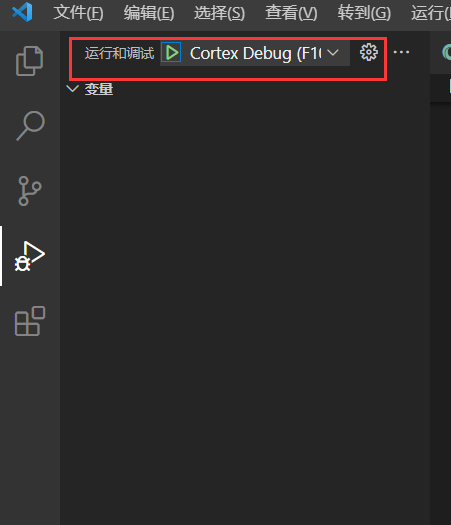 文件(F) 编辑(E) 选择(S) 查看(V) 转到(G) 运行(
运行和调试 Cortex Debug (F1
变量